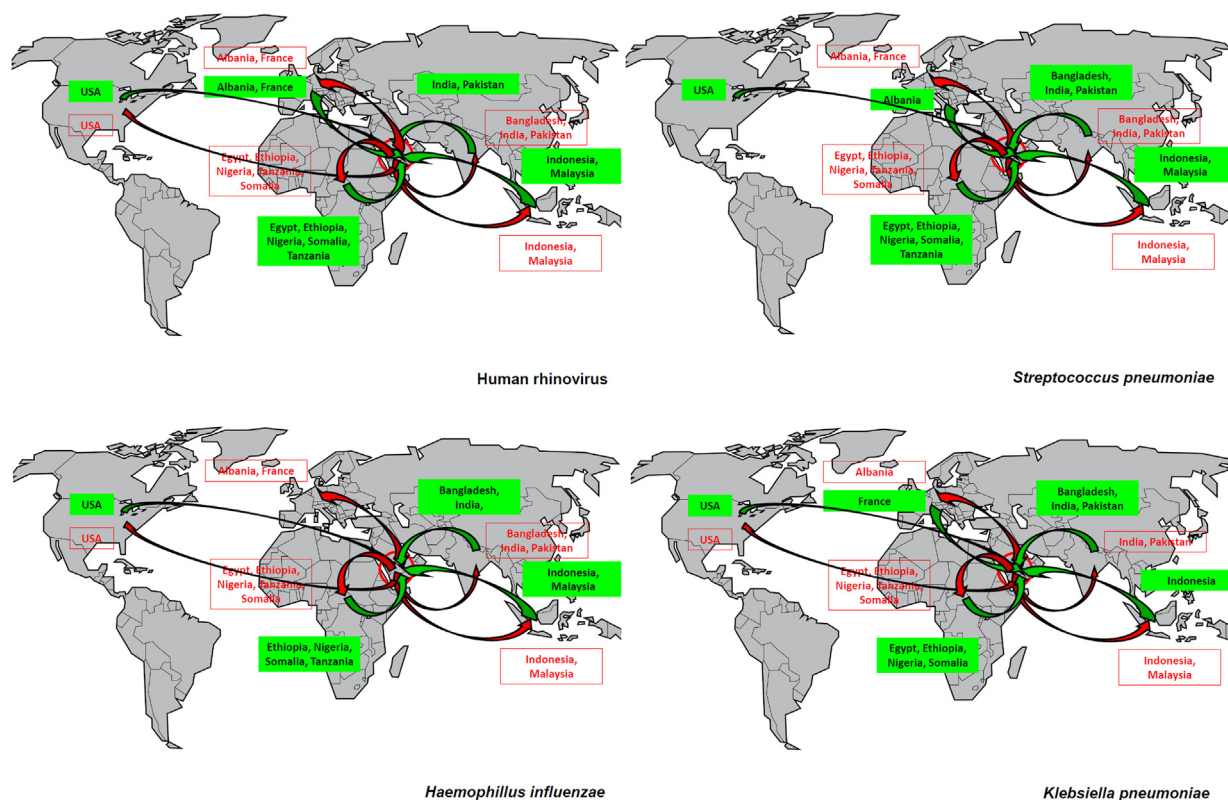 Albania, France
USA
Albania, France
India, Pakistan
USA
Bangladesh,
India, Pakistan
Egypt, Ethiopia,
Nigeria, Tanzania,
Somalia
Indonesia,
Malaysia
Egypt, Ethiopia,
Nigeria, Somalia,
Tanzania
Indonesia,
Malaysia
Human rhinovirus
Albania, France
USA
Albania
Bangladesh,
India, Pakistan
Bangladesh,
India, Pakistan
Egypt, Ethiopia,
Nigeria, Tanzania,
Somalia
Indonesia,
Malaysia
Egypt, Ethiopia,
Nigeria, Somalia,
Tanzania
Indonesia,
Malaysia
Streptococcus pneumoniae
Albania, France
USA
Bangladesh,
India,
USA
Bangladesh,
India, Pakistan
Egypt, Ethiopia,
Nigeria, Tanzania,
Somalia
Indonesia,
Malaysia
Ethiopia, Nigeria,
Somalia, Tanzania
Indonesia,
Malaysia
Haemophillus influenzae
Albania
USA
France
Bangladesh,
India, Pakistan
USA
India, Pakistan
Egypt, Ethiopia,
Nigeria, Tanzania,
Somalia
Indonesia
Egypt, Ethiopia,
Nigeria, Somalia
Indonesia,
Malaysia
Klebsiella pneumoniae